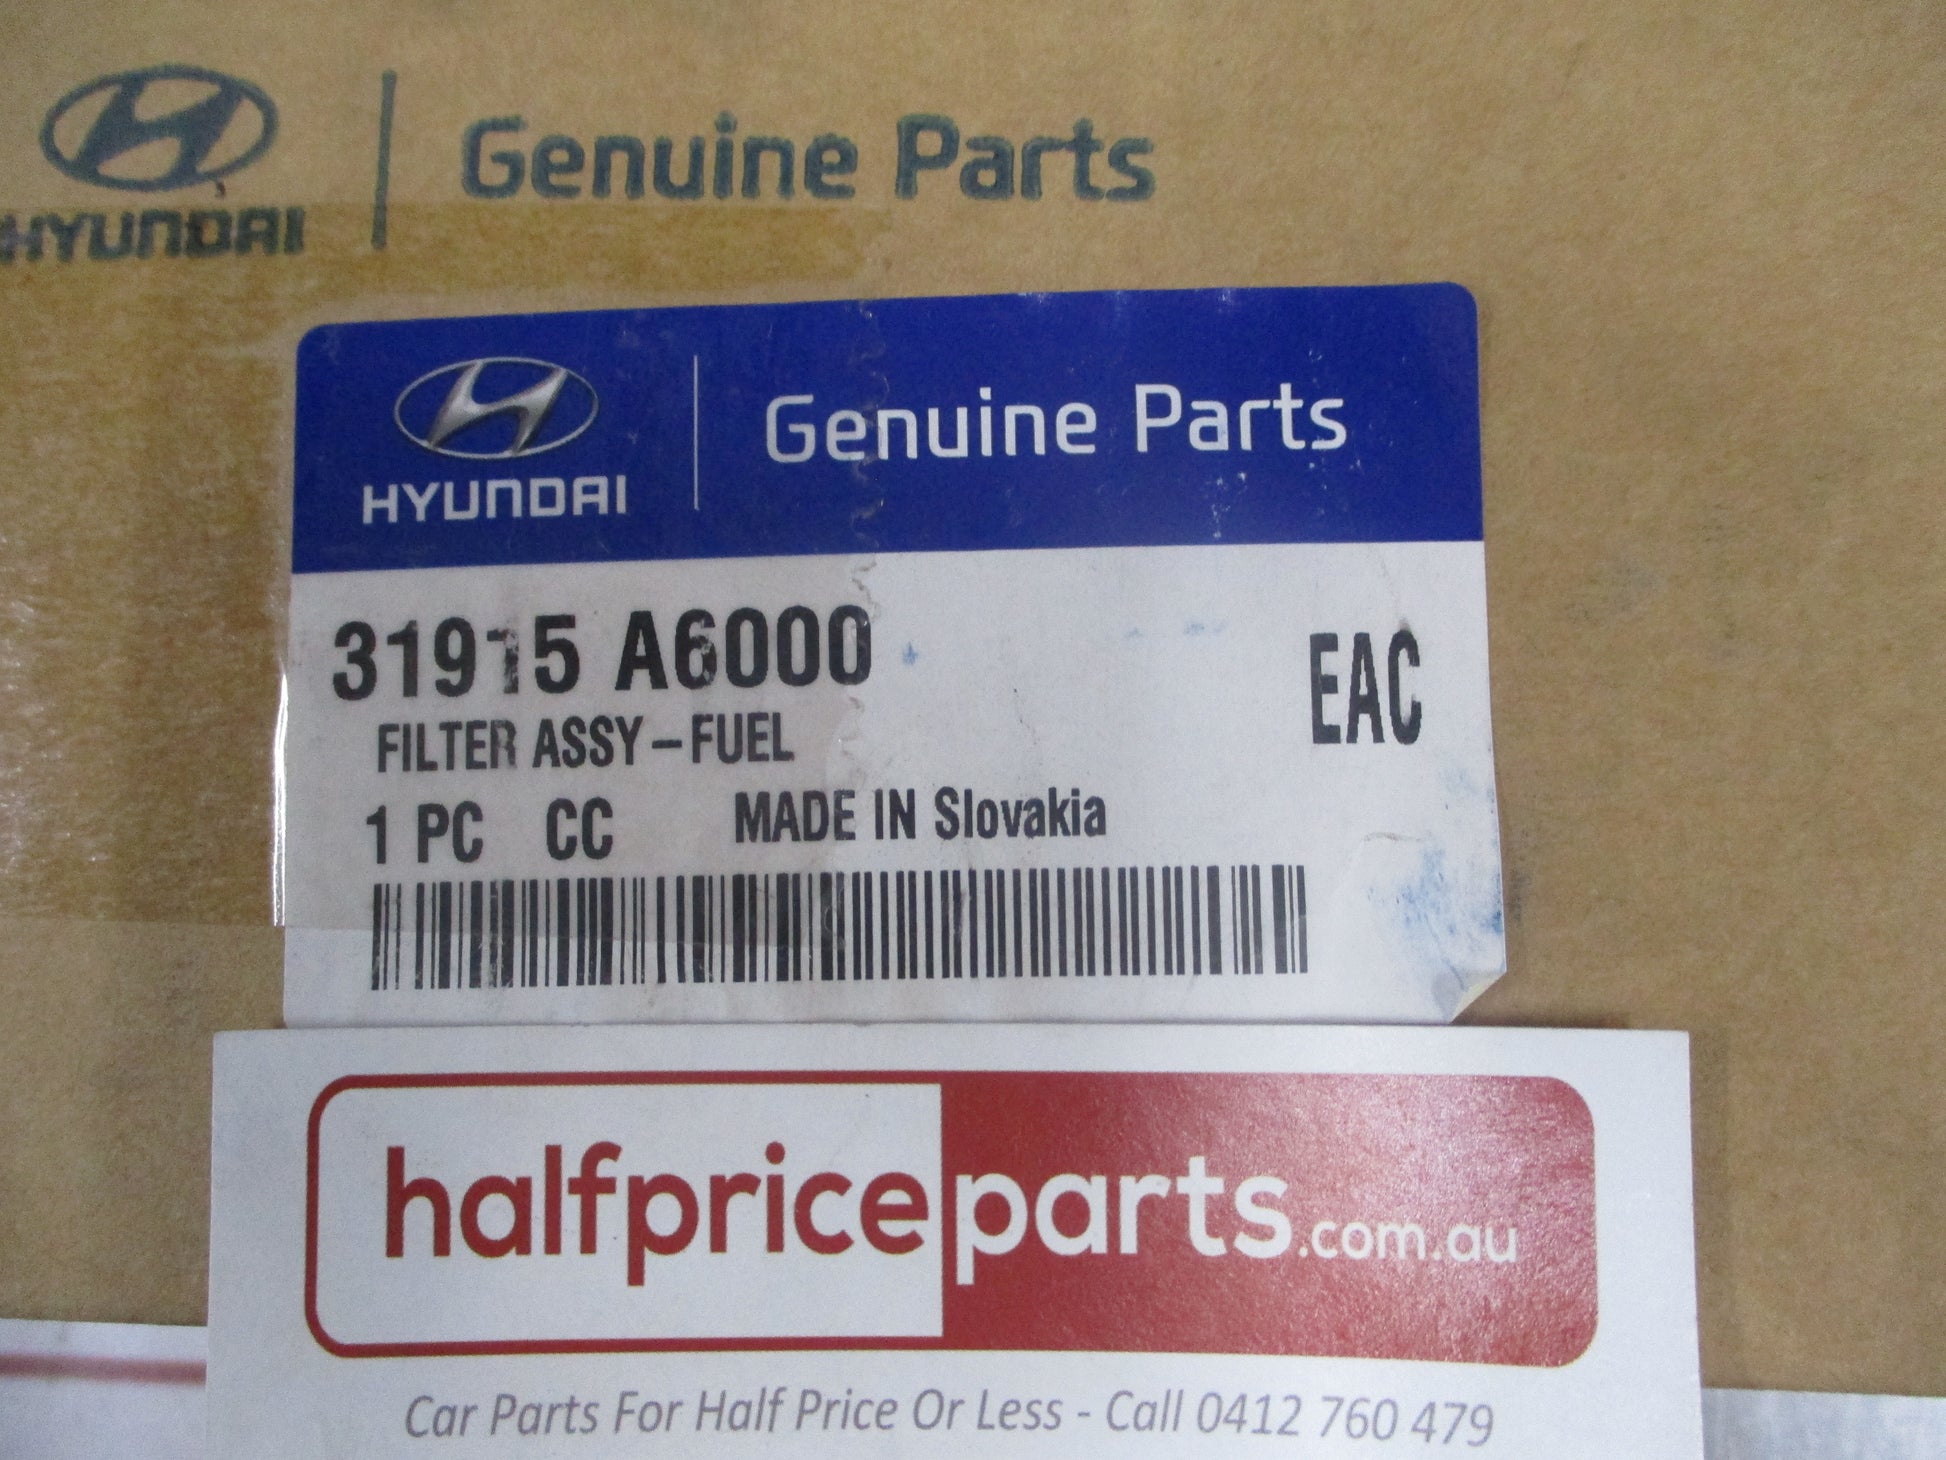 HYUNDAI
Genuine Parts
HYUNDAI
Genuine Parts
31915 A6000
EAC
FILTER ASSY-FUEL
1 PC CC MADE IN Slovakia
halfpriceparts.com.au
Car Parts For Half Price Or Less - Call 0412 760 479